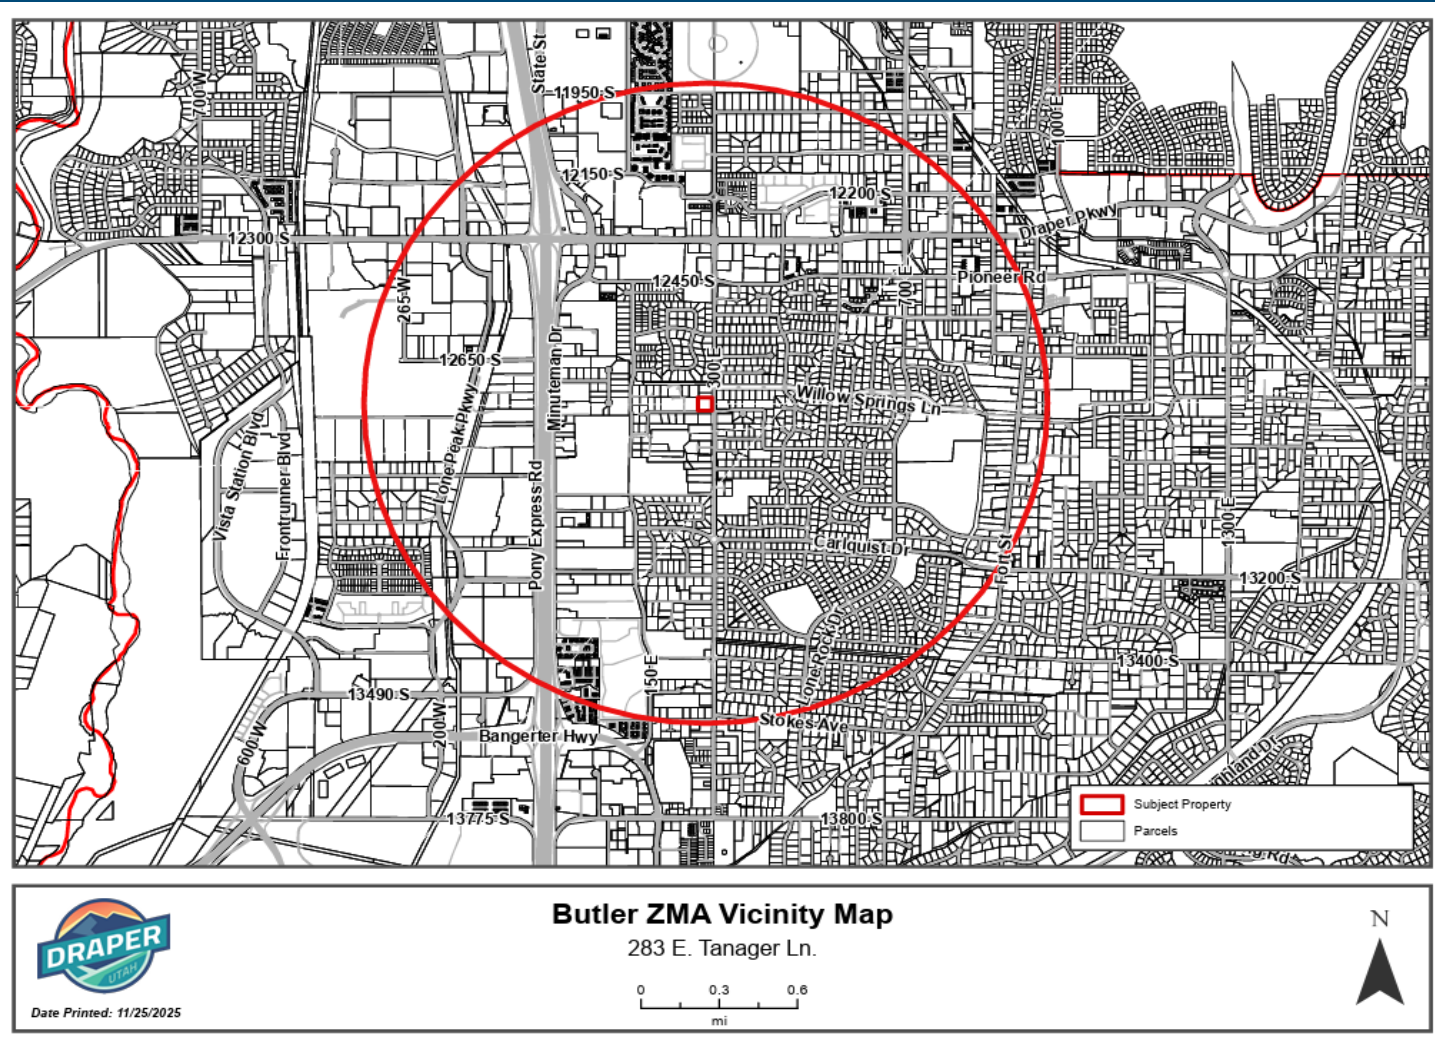 State St
11950 S
700 W
1000 E
12150 S
12200 S
Draper Pkwy
12300 S
12450 S
700 E
Pioneer Rd
265 W
12650 S
Minuteman Dr
300 E
Willow Springs Ln
Lone Peak Pkwy
Vista Station Blvd
Frontrunner Blvd
Pony Express Rd
1300 E
Carlquist Dr
Fort St
13200 S
Lone Rock D
150 E
13400 S
13490 S
200 W
Stokes Ave
600 W
Bangerter Hwy
13775 S
13800 S
Subject Property
Parcels
Rd
DRAPER
UTAH
Date Printed: 11/25/2025
Butler ZMA Vicinity Map
283 E. Tanager Ln.
0 0.3 0.6
mi
N